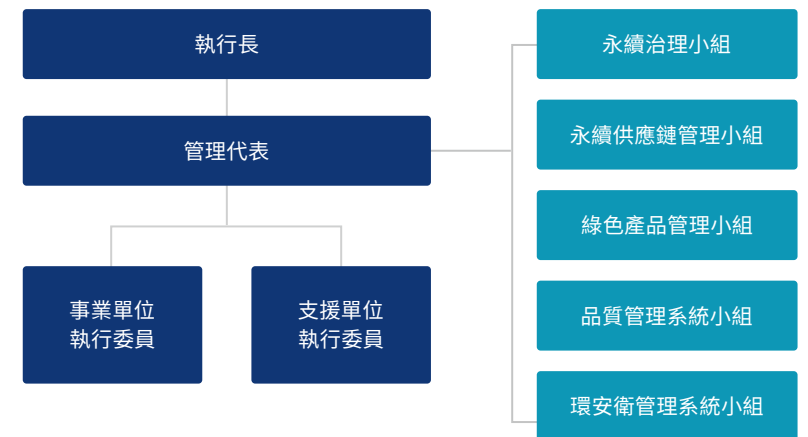 執行長
管理代表
事業單位
執行委員
支援單位
執行委員
永續治理小組
永續供應鏈管理小組
綠色產品管理小組
品質管理系統小組
環安衛管理系統小組